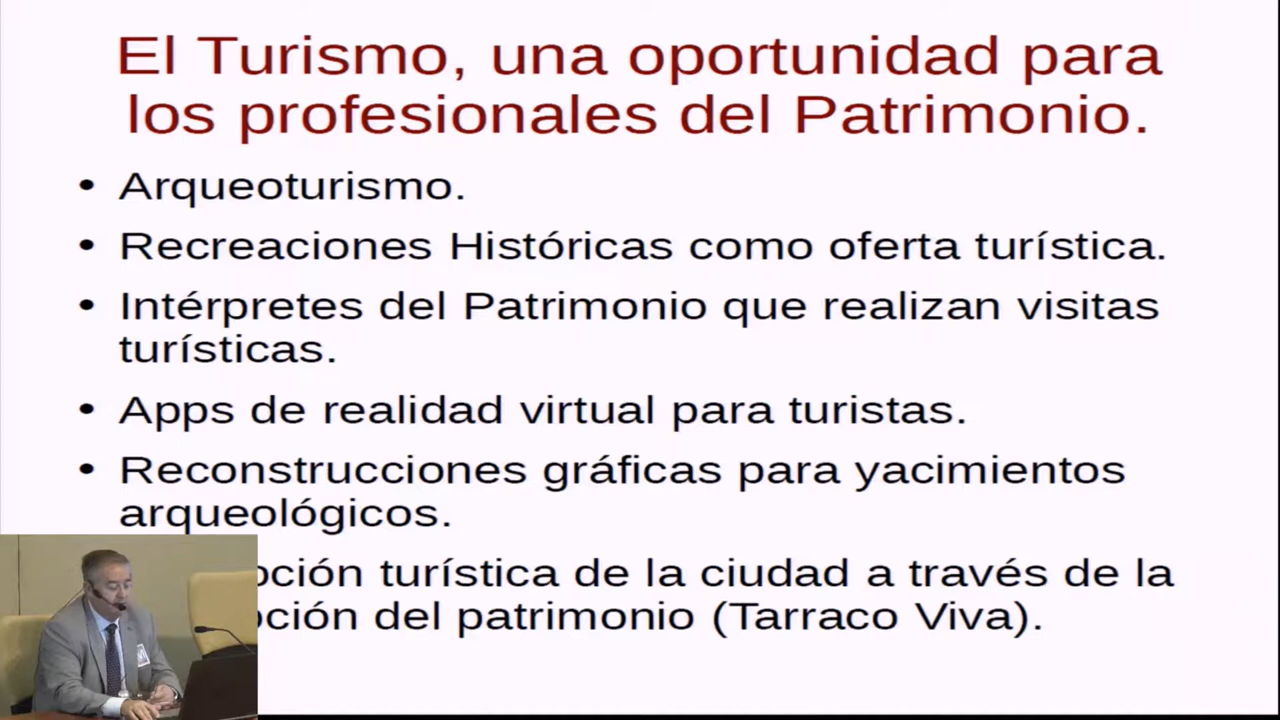 El Turismo, una oportunidad para
los profesionales del Patrimonio.
• Arqueoturismo.
• Recreaciones Históricas como oferta turística.
• Intérpretes del Patrimonio que realizan visitas
turísticas.
• Apps de realidad virtual para turistas.
• Reconstrucciones gráficas para yacimientos
arqueológicos.
turística de la ciudad a través de la
del patrimonio (Tarraco Viva).